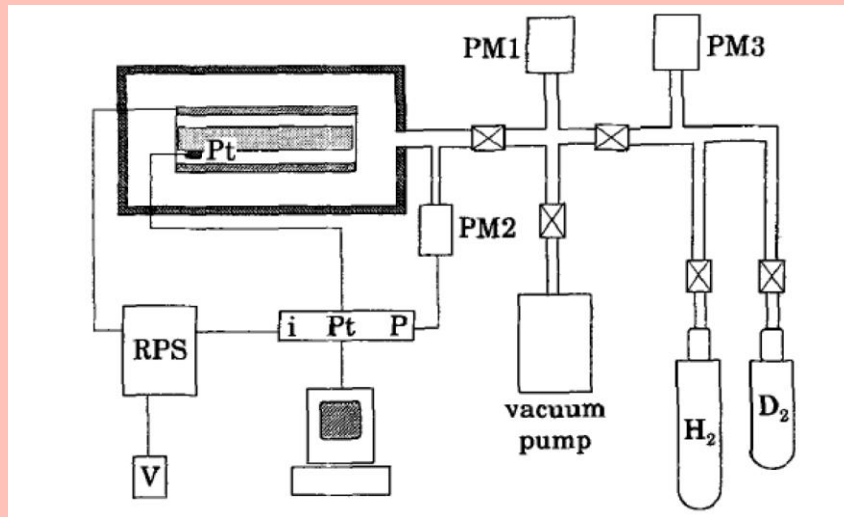 PM1
PM3
Pt
PM2
i Pt P
RPS
V
vacuum
pump
H₂
D₂